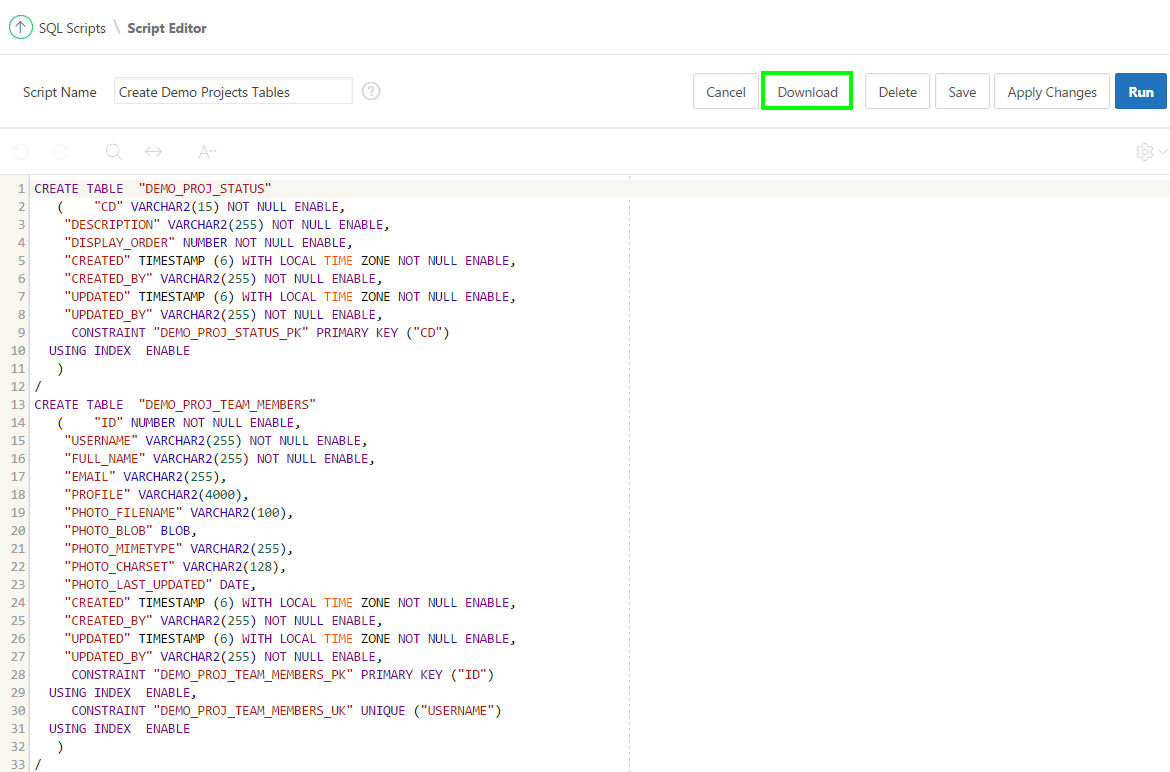 SQL Scripts \ Script Editor
Script Name Create Demo Projects Tables ? Cancel Download Delete Save Apply Changes Run
A
1 CREATE TABLE  "DEMO_PROJ_STATUS"
2    (    "CD" VARCHAR2(15) NOT NULL ENABLE,
3     "DESCRIPTION" VARCHAR2(255) NOT NULL ENABLE,
4     "DISPLAY_ORDER" NUMBER NOT NULL ENABLE,
5     "CREATED" TIMESTAMP (6) WITH LOCAL TIME ZONE NOT NULL ENABLE,
6     "CREATED_BY" VARCHAR2(255) NOT NULL ENABLE,
7     "UPDATED" TIMESTAMP (6) WITH LOCAL TIME ZONE NOT NULL ENABLE,
8     "UPDATED_BY" VARCHAR2(255) NOT NULL ENABLE,
9      CONSTRAINT "DEMO_PROJ_STATUS_PK" PRIMARY KEY ("CD")
10   USING INDEX  ENABLE
11    )
12 /
13 CREATE TABLE  "DEMO_PROJ_TEAM_MEMBERS"
14    (    "ID" NUMBER NOT NULL ENABLE,
15     "USERNAME" VARCHAR2(255) NOT NULL ENABLE,
16     "FULL_NAME" VARCHAR2(255) NOT NULL ENABLE,
17     "EMAIL" VARCHAR2(255),
18     "PROFILE" VARCHAR2(4000),
19     "PHOTO_FILENAME" VARCHAR2(100),
20     "PHOTO_BLOB" BLOB,
21     "PHOTO_MIMETYPE" VARCHAR2(255),
22     "PHOTO_CHARSET" VARCHAR2(128),
23     "PHOTO_LAST_UPDATED" DATE,
24     "CREATED" TIMESTAMP (6) WITH LOCAL TIME ZONE NOT NULL ENABLE,
25     "CREATED_BY" VARCHAR2(255) NOT NULL ENABLE,
26     "UPDATED" TIMESTAMP (6) WITH LOCAL TIME ZONE NOT NULL ENABLE,
27     "UPDATED_BY" VARCHAR2(255) NOT NULL ENABLE,
28      CONSTRAINT "DEMO_PROJ_TEAM_MEMBERS_PK" PRIMARY KEY ("ID")
29   USING INDEX  ENABLE,
30      CONSTRAINT "DEMO_PROJ_TEAM_MEMBERS_UK" UNIQUE ("USERNAME")
31   USING INDEX  ENABLE
32    )
33 /